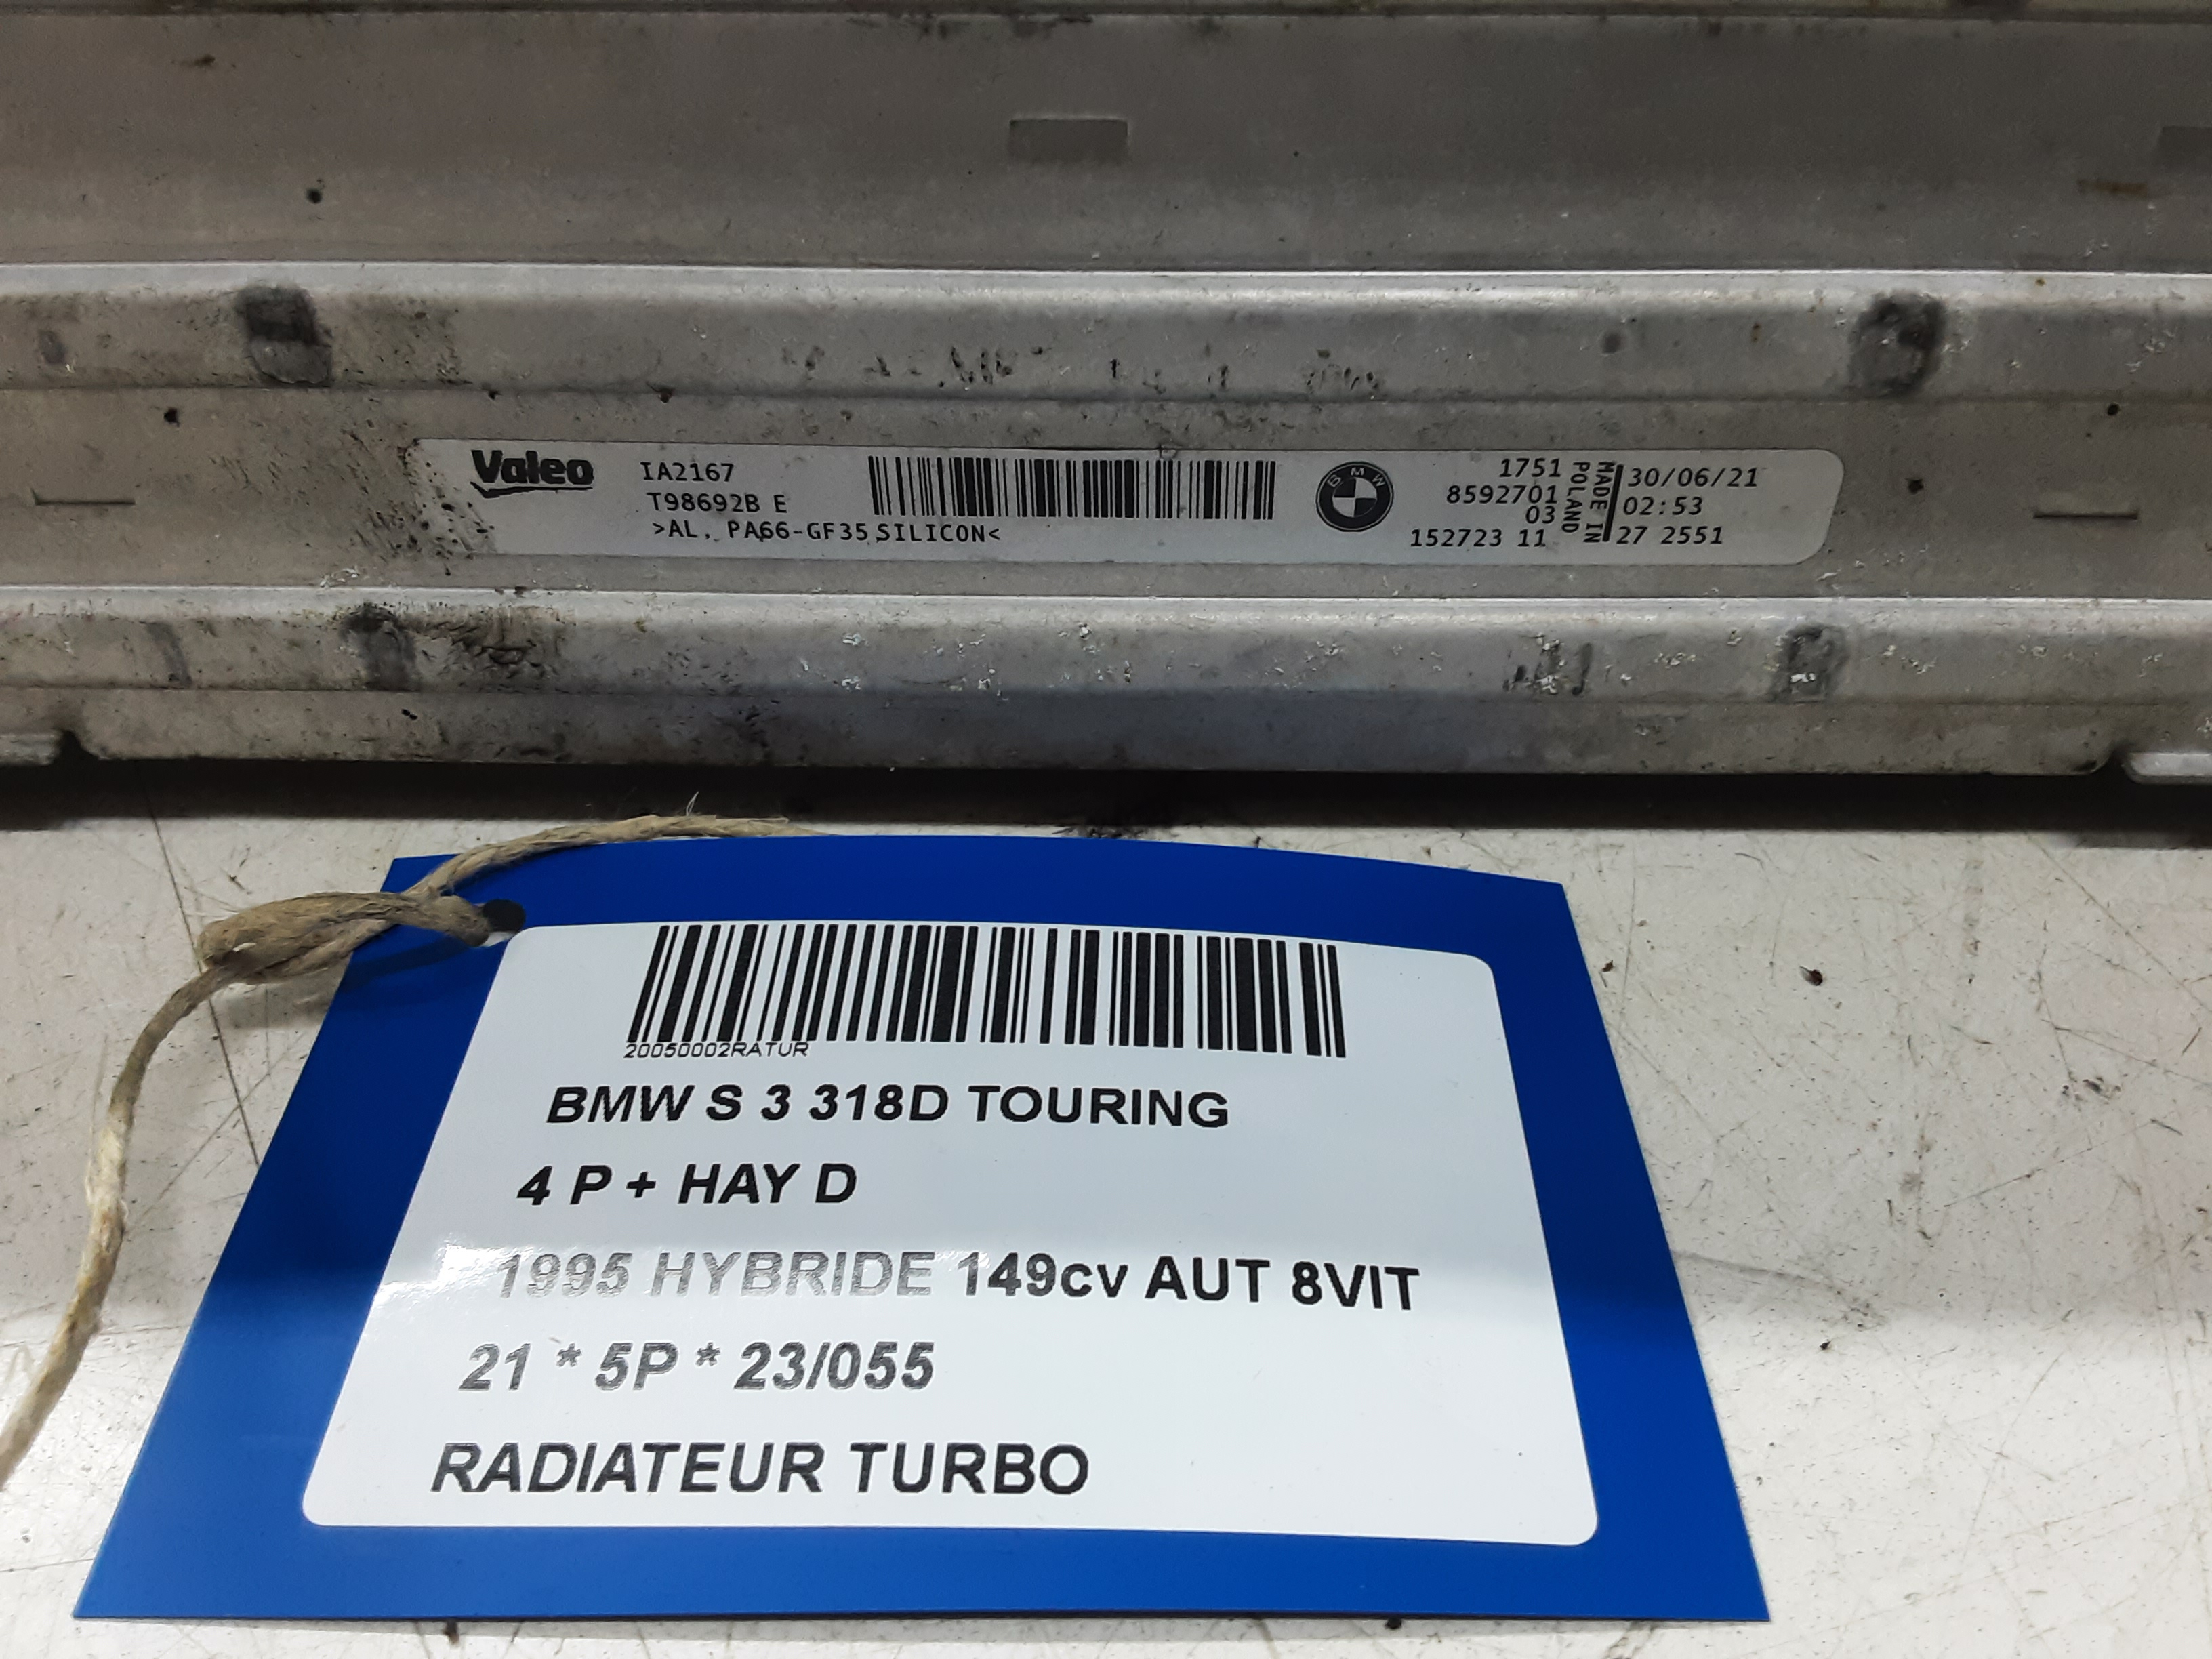 Valeo
IA2167
T98692B E
>AL, PA66-GF35,SILICON<
BMW
1751
8592701
03
152723 11
MADE IN
POLAND
30/06/21
02:53
27 2551
20050002RATUR
BMW S 3 318D TOURING
4 P + HAY D
1995 HYBRIDE 149cv AUT 8VIT
21 * 5P * 23/055
RADIATEUR TURBO